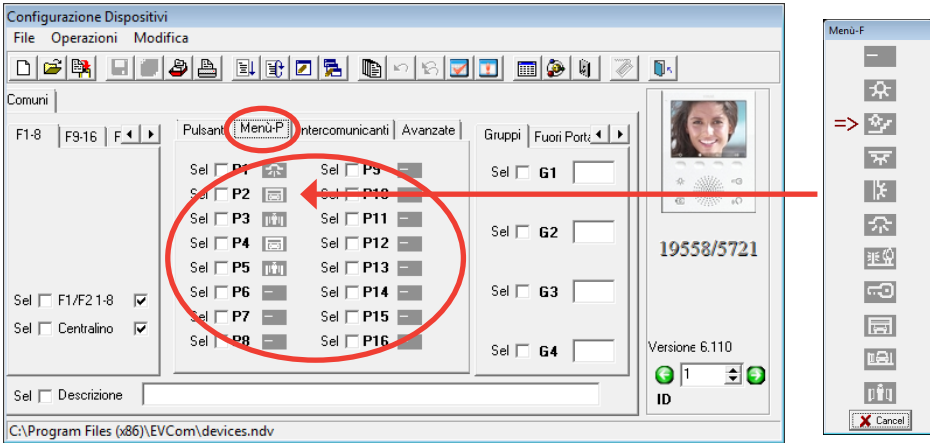 Configurazione Dispositivi
File Operazioni Modifica
Comuni
F1-8 F9-16 F
Pulsant Menù-P Intercomunicanti Avanzate
Gruppi Fuori Porta
Sel P1 Sel P9
Sel P2 Sel P10
Sel P3 Sel P11
Sel P4 Sel P12
Sel P5 Sel P13
Sel P6 Sel P14
Sel P7 Sel P15
Sel P8 Sel P16
Sel F1/F2 1-8
Sel Centralino
Sel G1
Sel G2
Sel G3
Sel G4
19558/5721
Versione 6.110
1
ID
Sel Descrizione
C:\Program Files (x86)\EVCom\devices.ndv
Menù-F
=>
Cancel